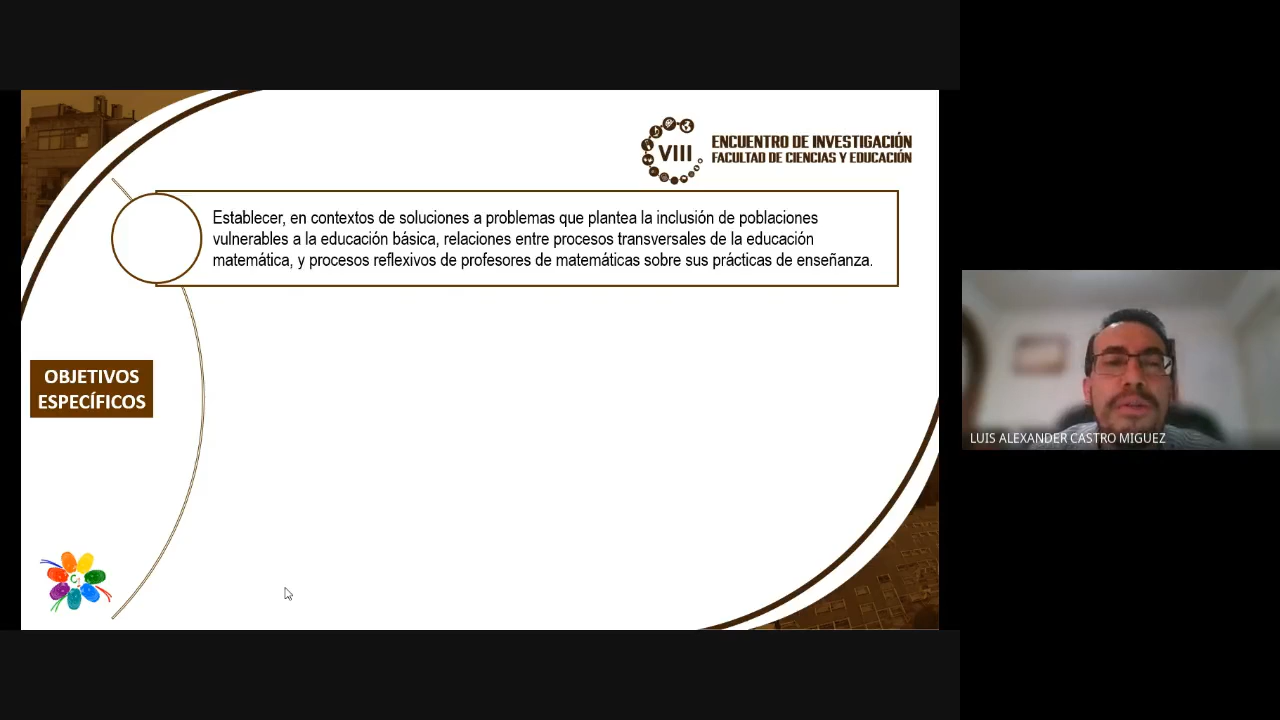 VIII
ENCUENTRO DE INVESTIGACIÓN
FACULTAD DE CIENCIAS Y EDUCACIÓN
Establecer, en contextos de soluciones a problemas que plantea la inclusión de poblaciones
vulnerables a la educación básica, relaciones entre procesos transversales de la educación
matemática, y procesos reflexivos de profesores de matemáticas sobre sus prácticas de enseñanza.
OBJETIVOS
ESPECÍFICOS
LUIS ALEXANDER CASTRO MIGUEZ